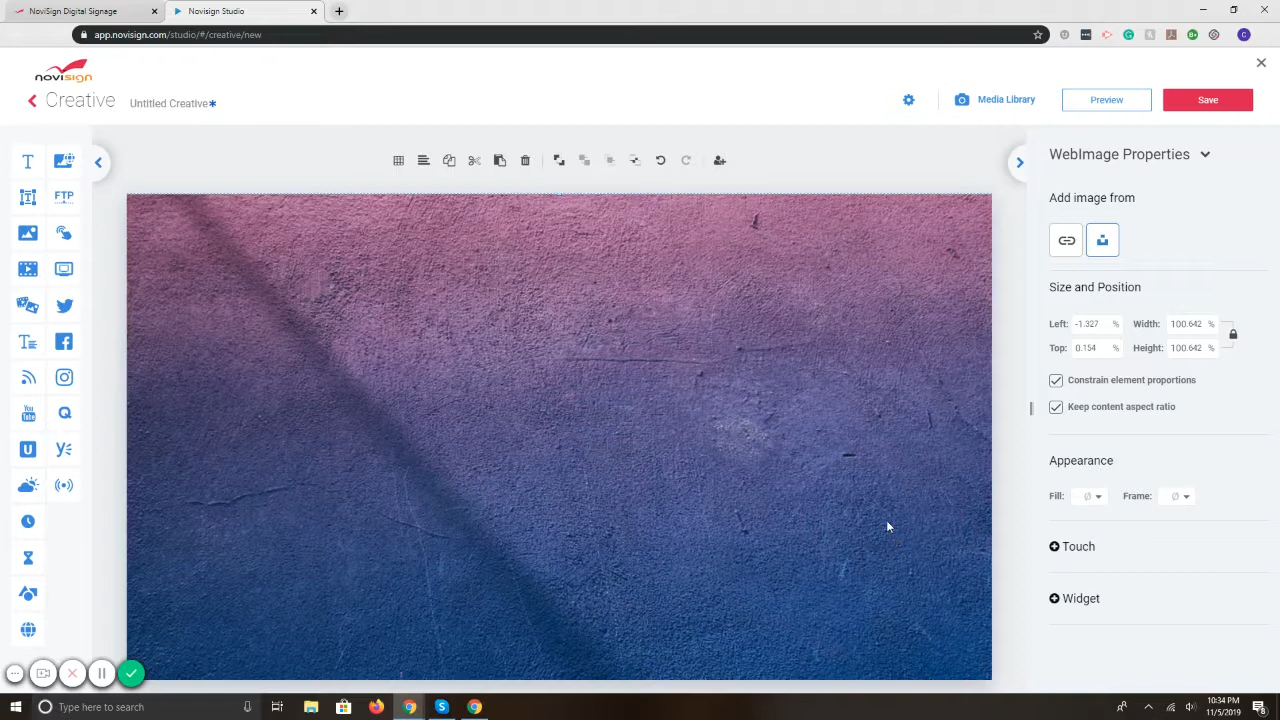 NoviSign Digital Signage
Studio
app.novisign.com/studio/#/creative/new
novisign
Creative
Untitled Creative*
Media Library
Preview
Save
T
T
FTP
T
You
Tube
Q
U
WebImage Properties
Add image from
Size and Position
Left: -1.327 % Width: 100.642 %
Top: 0.154 % Height: 100.642 %
Constrain element proportions
Keep content aspect ratio
Appearance
Fill: Ø Frame: Ø
Touch
Widget
Type here to search
10:34 PM
11/5/2019